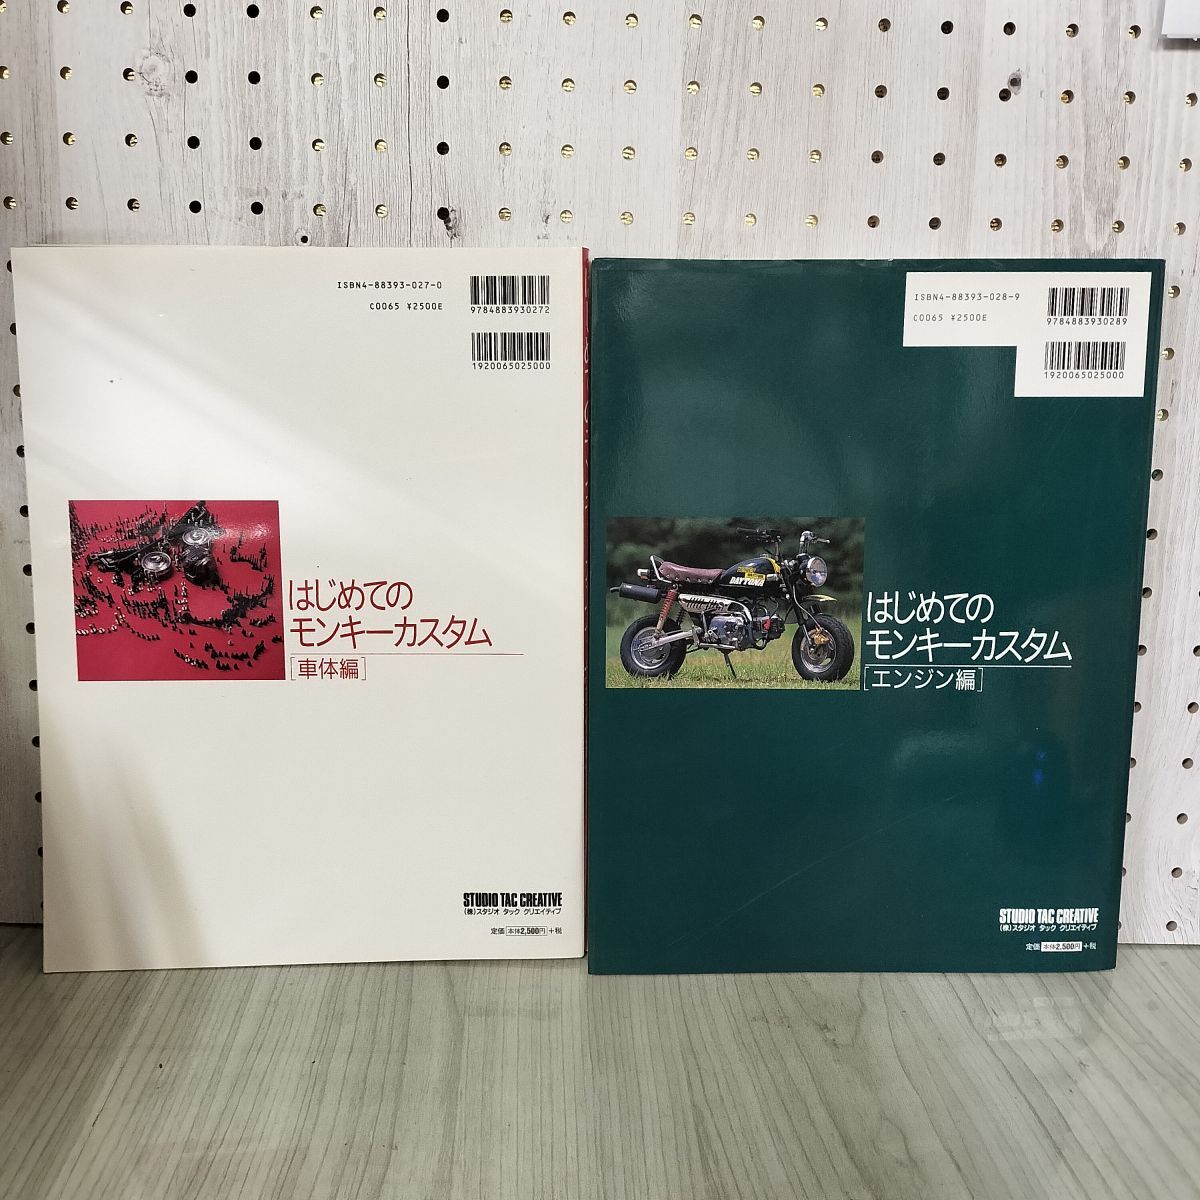 ISBN4-88393-027-0
C0065 ¥2500E
9784883930272
1920065025000
はじめての
モンキーカスタム
[車体編]
STUDIO TAC CREATIVE
(株)スタジオ タック クリエイティブ
定価 本体2,500円 +税
ISBN4-88393-028-9
C0065 ¥2500E
9784883930289
1920065025000
DAYTONA
はじめての
モンキーカスタム
[エンジン編]
STUDIO TAC CREATIVE
(株)スタジオ タック クリエイティブ
定価 本体2,500円 +税